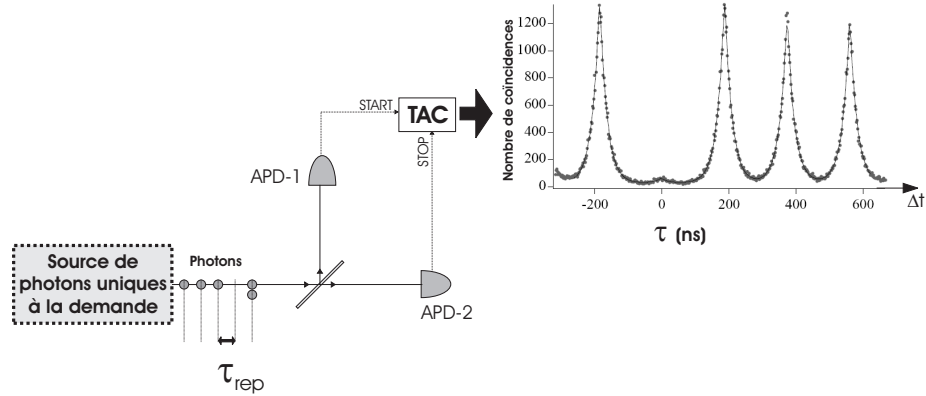 Source de
photons uniques
à la demande
Photons
τrep
APD-1
APD-2
START
STOP
TAC
Nombre de coïncidences
1200
1000
800
600
400
200
0
-200
0
200
400
600
Δt
τ (ns)